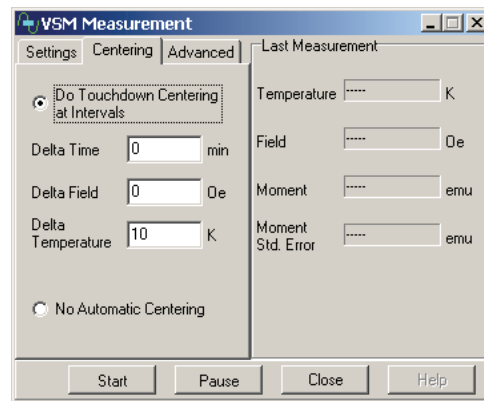 VSM Measurement
Settings Centering Advanced
Do Touchdown Centering
at Intervals
Delta Time 0 min
Delta Field 0 Oe
Delta
Temperature 10 K
No Automatic Centering
Last Measurement
Temperature ----- K
Field ----- Oe
Moment ----- emu
Moment
Std. Error ----- emu
Start Pause Close Help